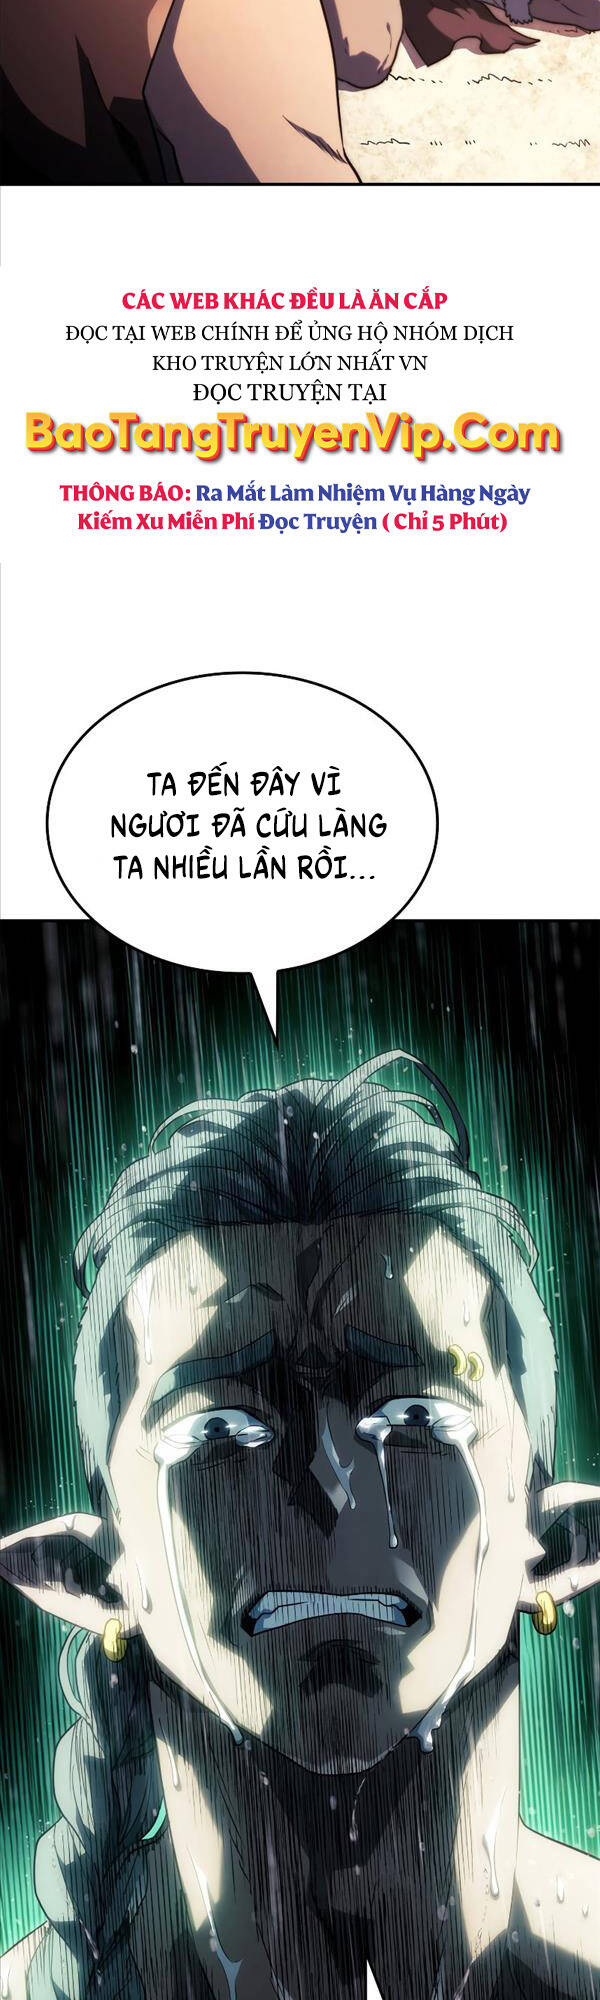 CÁC WEB KHÁC ĐỀU LÀ ĂN CẮP
ĐỌC TẠI WEB CHÍNH ĐỂ ỦNG HỘ NHÓM DỊCH
KHO TRUYỆN LỚN NHẤT VN
ĐỌC TRUYỆN TẠI
BaoTangTruyenVip.Com
THÔNG BÁO: Ra Mắt Làm Nhiệm Vụ Hàng Ngày
Kiếm Xu Miễn Phí Đọc Truyện ( Chỉ 5 Phút)
TA ĐẾN ĐÂY VÌ
NGƯƠI ĐÃ CỨU LÀNG
TA NHIỀU LẦN RỒI...